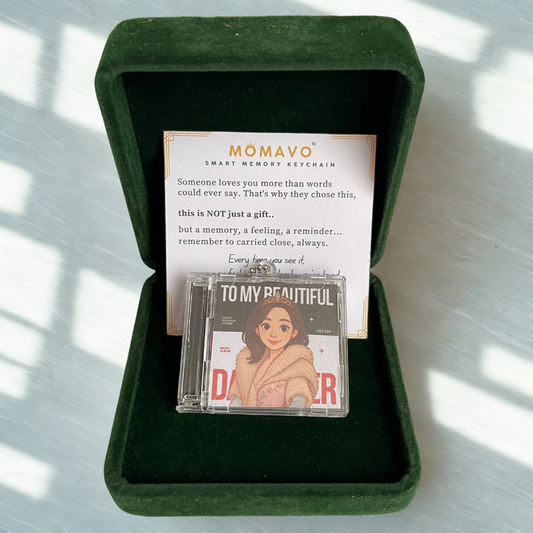 MOMAVO©
SMART MEMORY KEYCHAIN
Someone loves you more than words
could ever say. That's why they chose this,
this is NOT just a gift..
but a memory, a feeling, a reminder...
remember to carried close, always.
Every time you see it,
TO MY BEAUTIFUL
DA ER